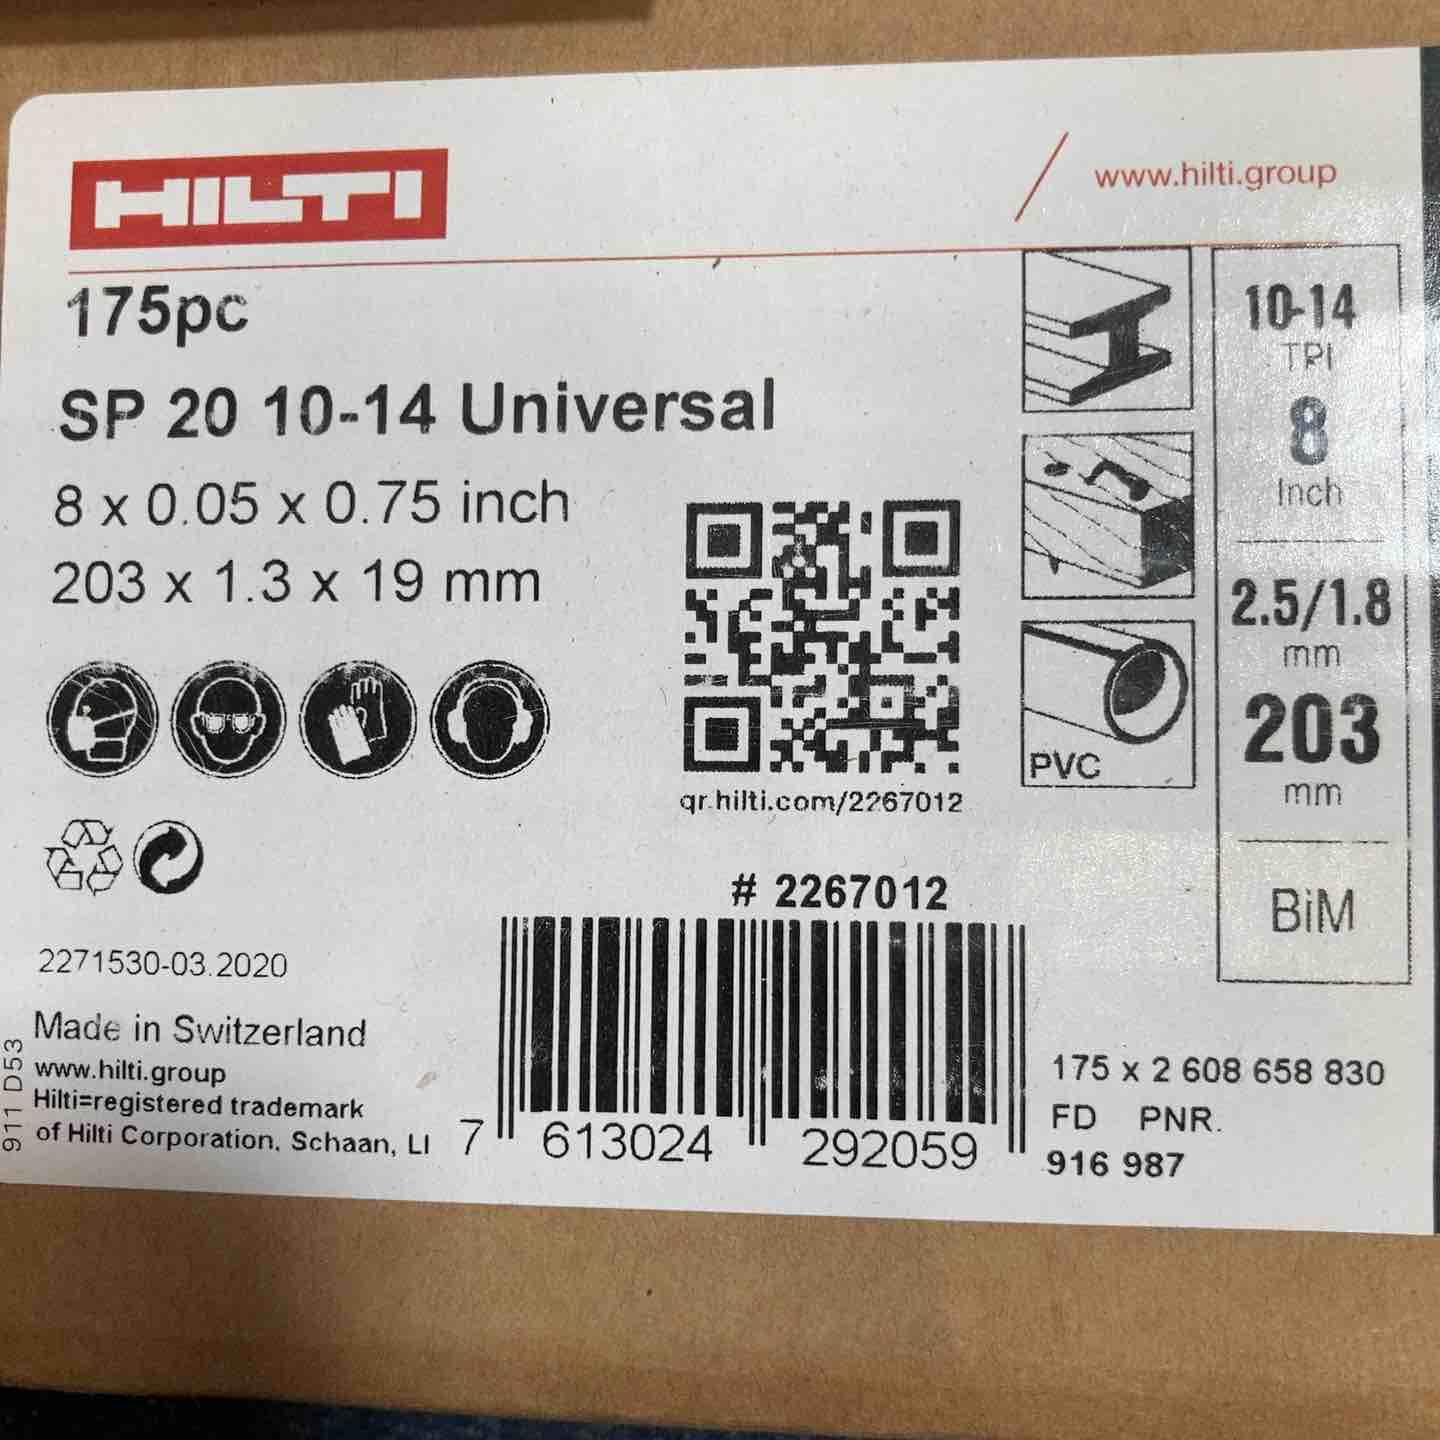 HILTI
www.hilti.group
175pc
SP 20 10-14 Universal
8 x 0.05 x 0.75 inch
203 x 1.3 x 19 mm
qr.hilti.com/2267012
PVC
10-14
TPI
8
Inch
2.5/1.8
mm
203
mm
BiM
# 2267012
7 613024 292059
2271530-03.2020
Made in Switzerland
www.hilti.group
Hilti=registered trademark
of Hilti Corporation, Schaan, LI
911 D53
175 x 2 608 658 830
FD PNR.
916 987